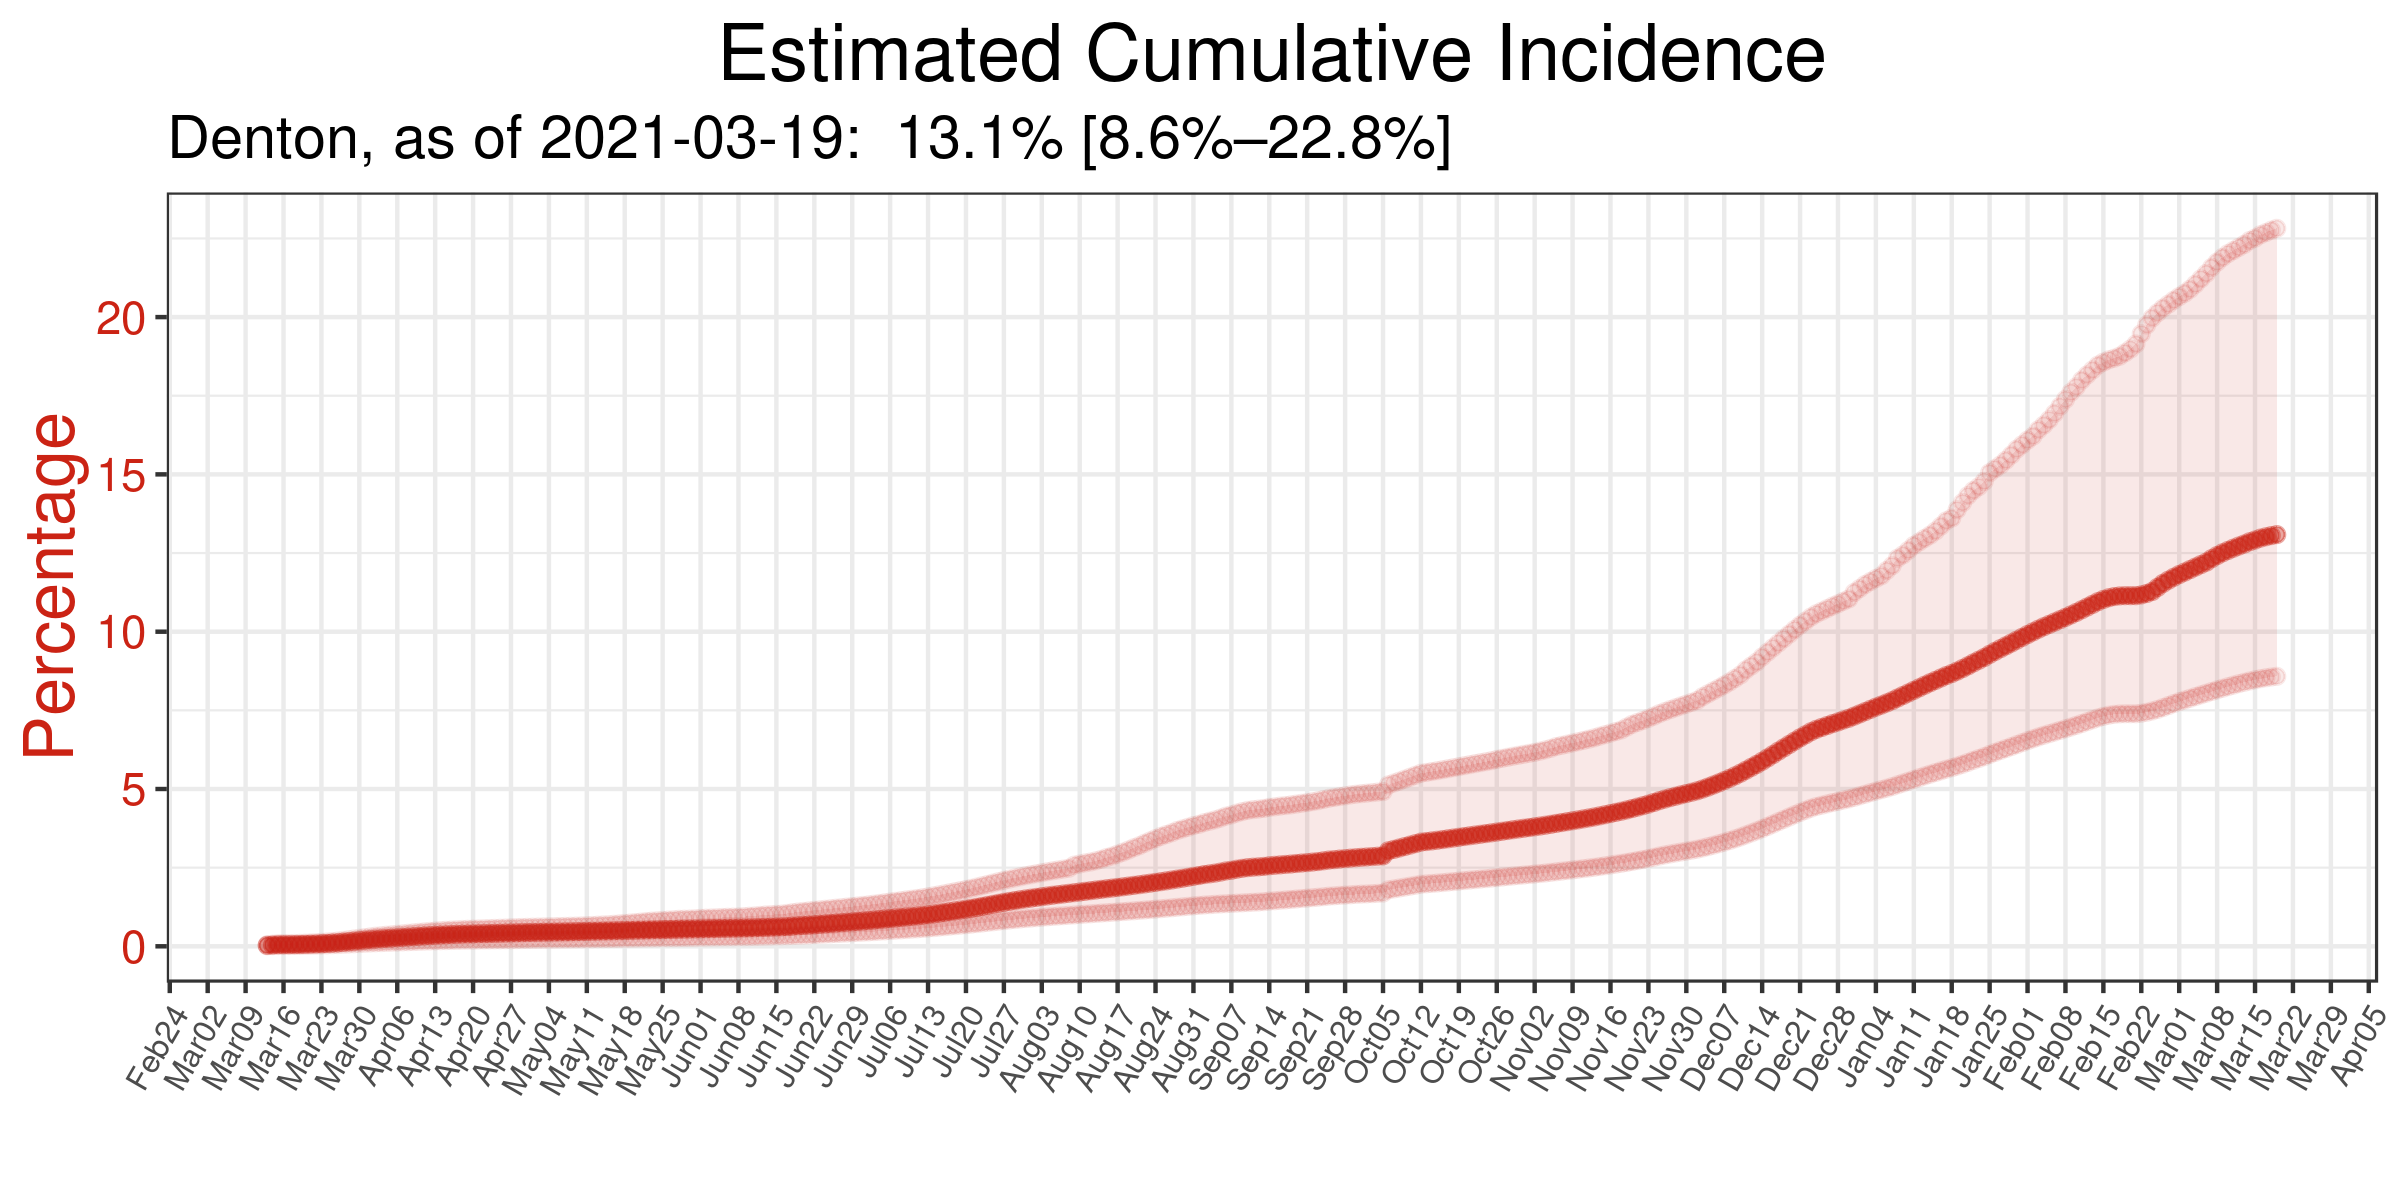 Estimated Cumulative Incidence
Denton, as of 2021-03-19:  13.1% [8.6%–22.8%]
Percentage
20
15
10
5
0
Feb24
Mar02
Mar09
Mar16
Mar23
Mar30
Apr06
Apr13
Apr20
Apr27
May04
May11
May18
May25
Jun01
Jun08
Jun15
Jun22
Jun29
Jul06
Jul13
Jul20
Jul27
Aug03
Aug10
Aug17
Aug24
Aug31
Sep07
Sep14
Sep21
Sep28
Oct05
Oct12
Oct19
Oct26
Nov02
Nov09
Nov16
Nov23
Nov30
Dec07
Dec14
Dec21
Dec28
Jan04
Jan11
Jan18
Jan25
Feb01
Feb08
Feb15
Feb22
Mar01
Mar08
Mar15
Mar22
Mar29
Apr05